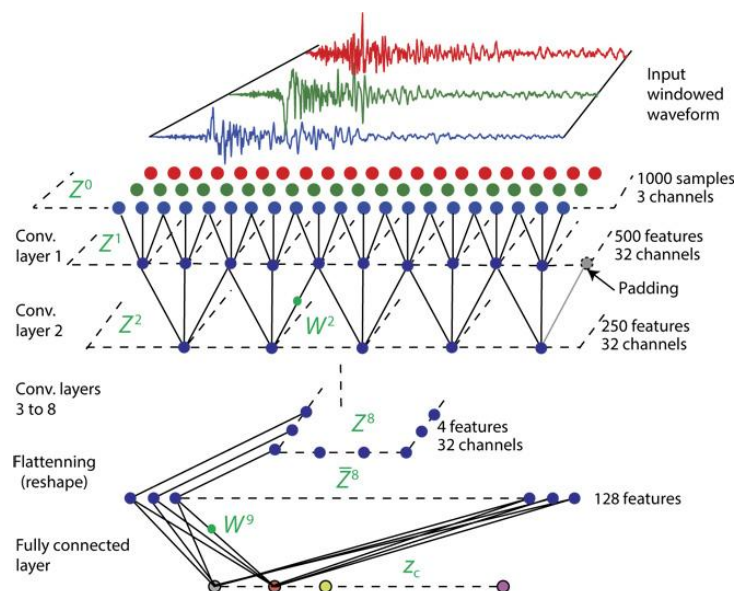 Input
windowed
waveform
Z⁰
1000 samples
3 channels
Conv.
layer 1
Z¹
500 features
32 channels
Padding
Conv.
layer 2
Z²
W²
250 features
32 channels
Conv. layers
3 to 8
Z⁸
4 features
32 channels
Flattenning
(reshape)
Z̅⁸
128 features
W⁹
Fully connected
layer
z꜀